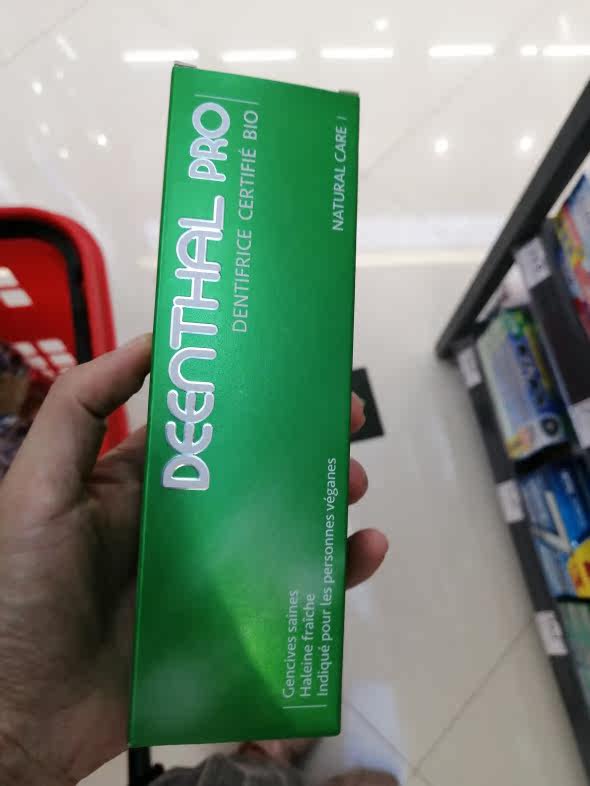 DEENTHAL PRO
DENTIFRICE CERTIFIÉ BIO
NATURAL CARE
Gencives saines
Haleine fraîche
Indiqué pour les personnes véganes